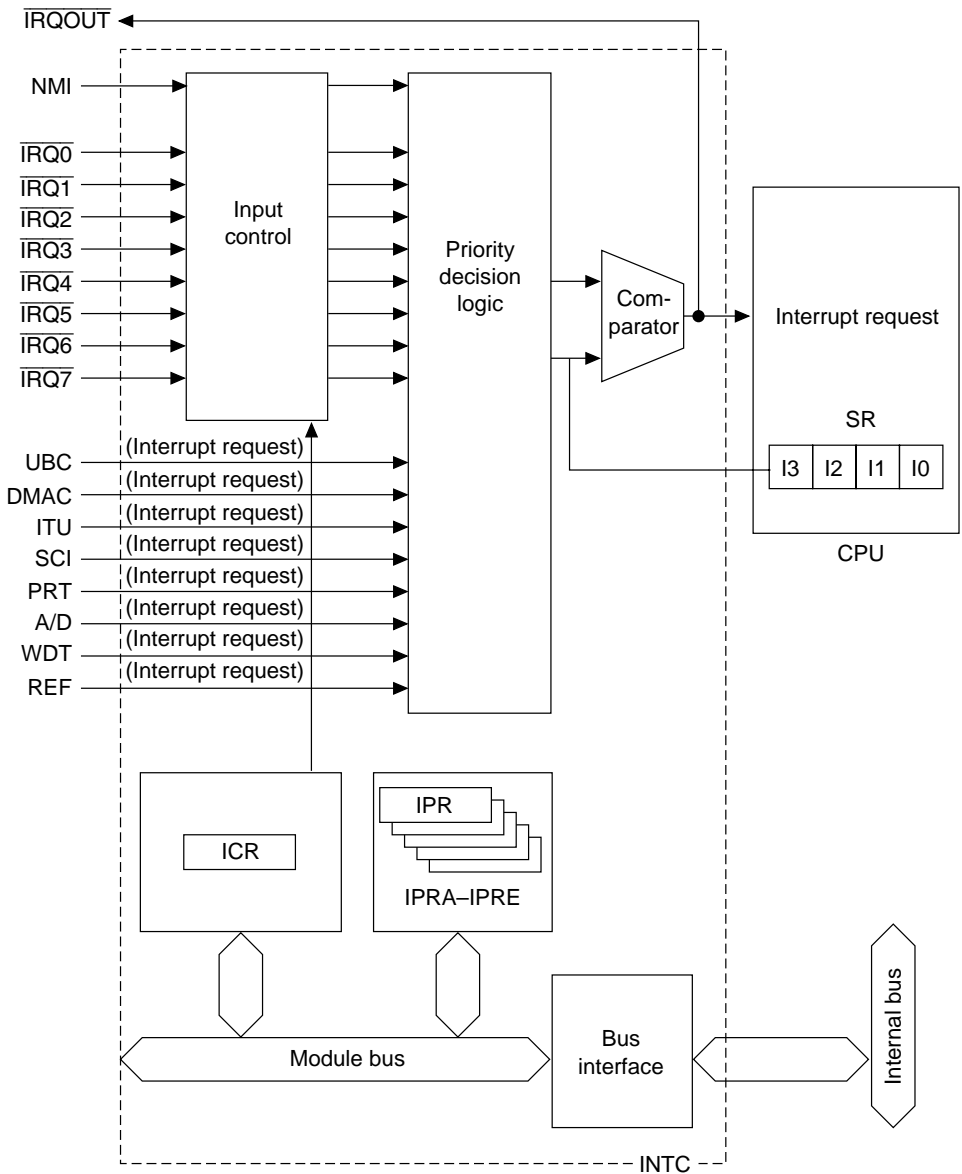 IRQOUT
NMI
IRQ0
IRQ1
IRQ2
IRQ3
IRQ4
IRQ5
IRQ6
IRQ7
Input
control
Priority
decision
logic
Com-
parator
Interrupt request
SR
I3 I2 I1 I0
CPU
UBC
(Interrupt request)
DMAC
(Interrupt request)
ITU
(Interrupt request)
SCI
(Interrupt request)
PRT
(Interrupt request)
A/D
(Interrupt request)
WDT
(Interrupt request)
REF
(Interrupt request)
ICR
IPR
IPRA–IPRE
Module bus
Bus
interface
Internal bus
INTC